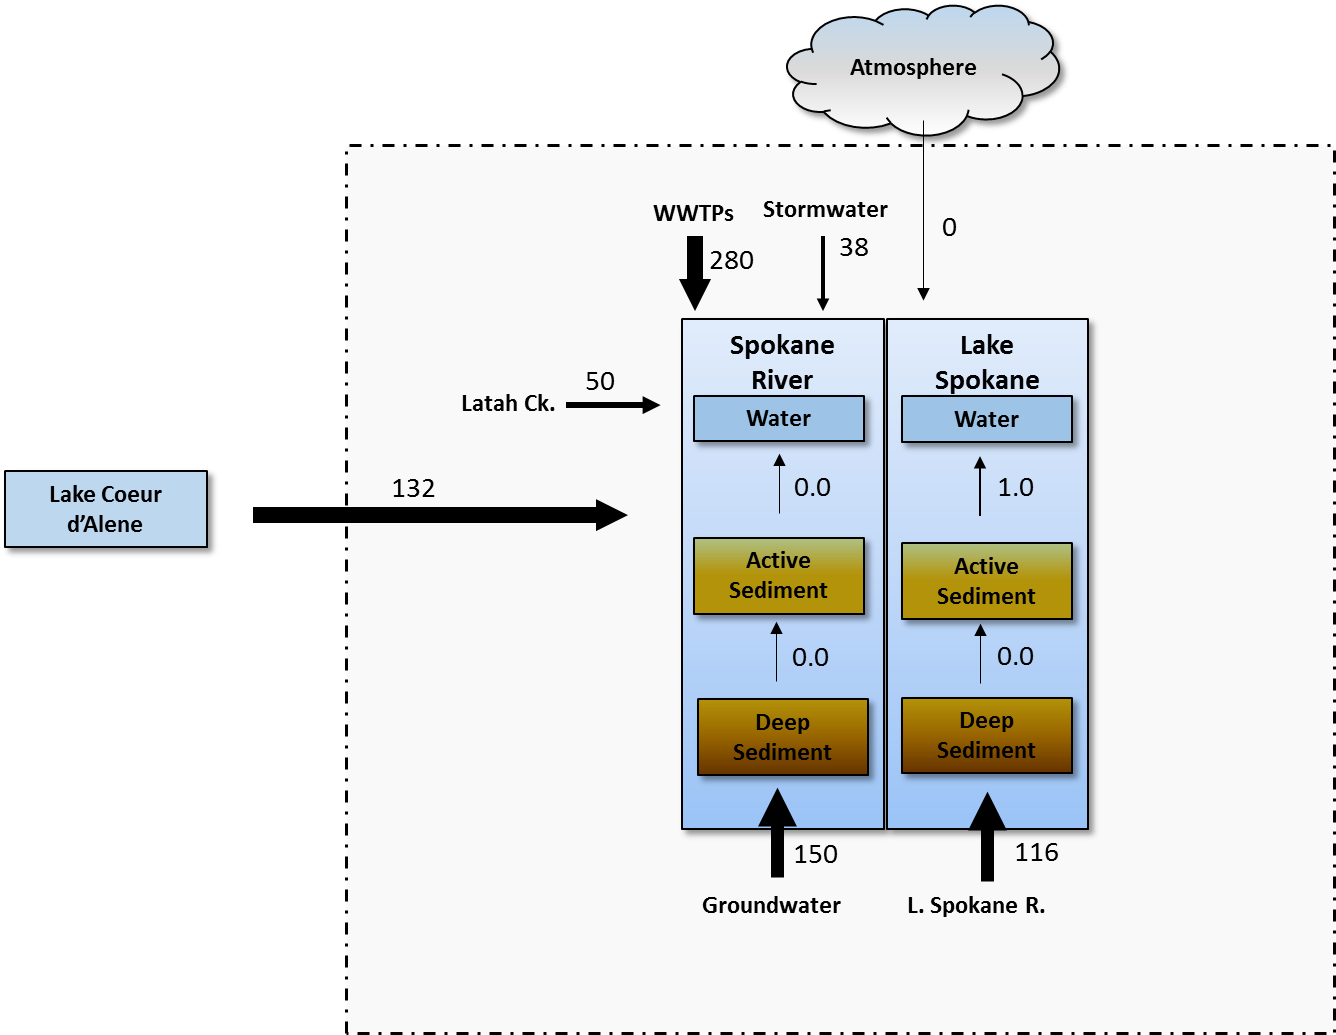 Atmosphere
WWTPs
Stormwater
280
38
0
Spokane
River
Lake
Spokane
50
Latah Ck.
Water
Water
132
Lake Coeur
d'Alene
0.0
1.0
Active
Sediment
Active
Sediment
0.0
0.0
Deep
Sediment
Deep
Sediment
150
116
Groundwater
L. Spokane R.